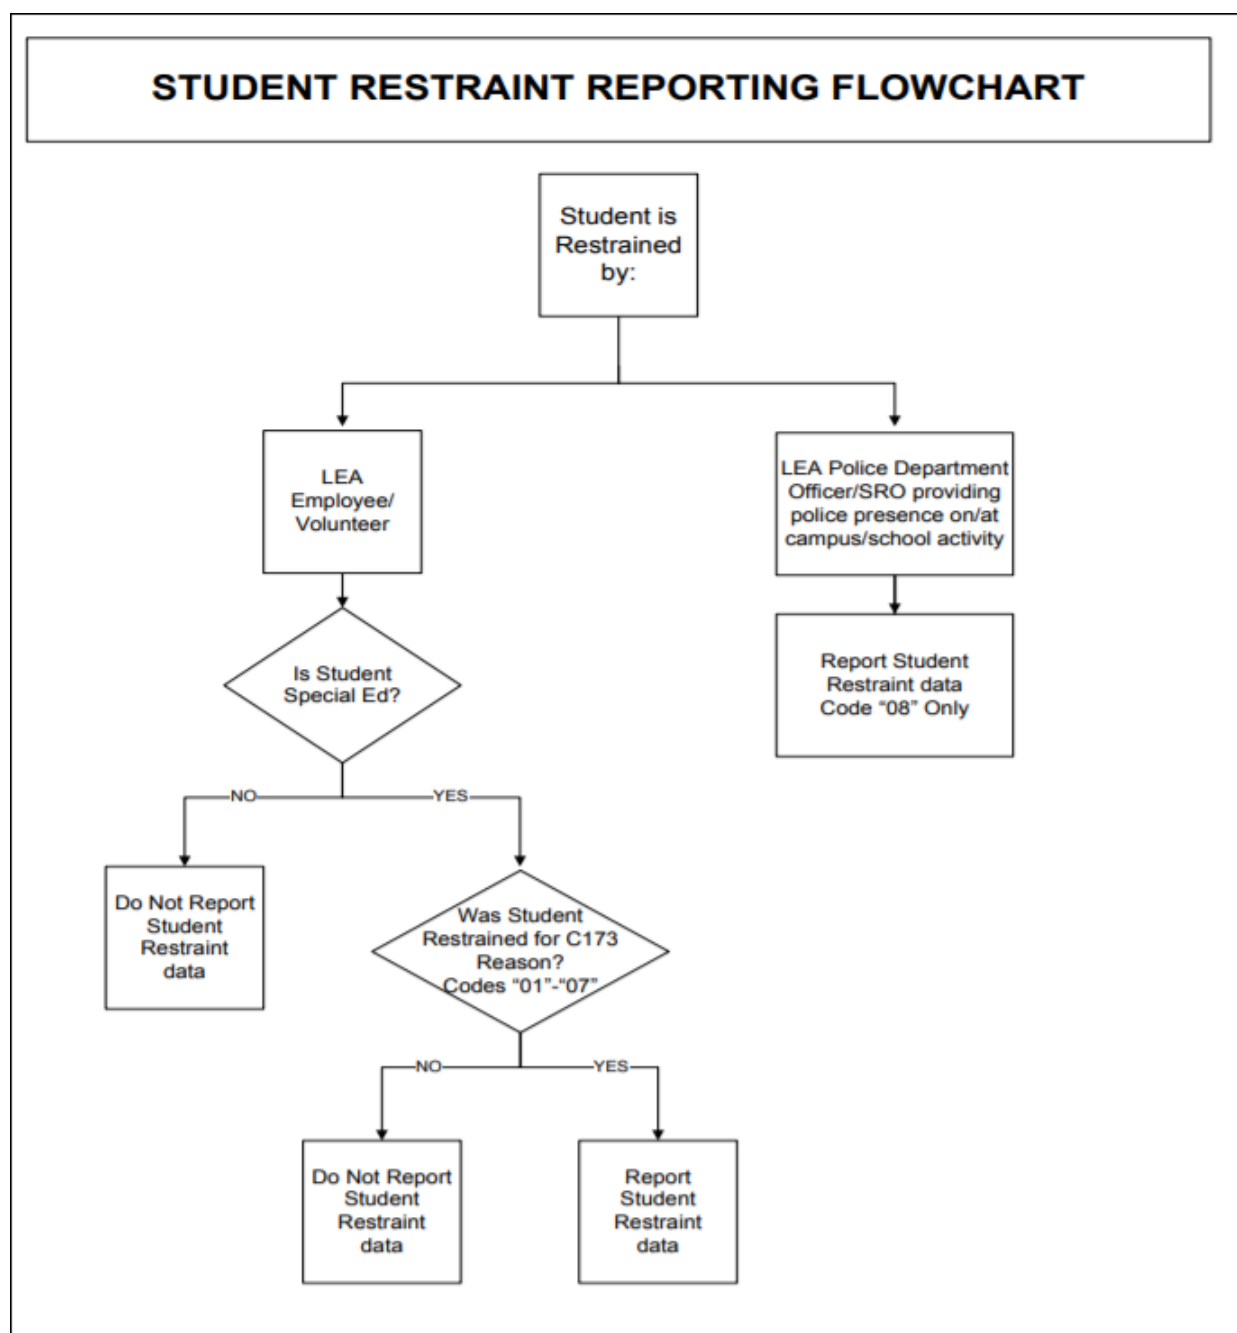 STUDENT RESTRAINT REPORTING FLOWCHART
Student is
Restrained
by:
LEA
Employee/
Volunteer
LEA Police Department
Officer/SRO providing
police presence on/at
campus/school activity
Is Student
Special Ed?
Report Student
Restraint data
Code “08” Only
NO
YES
Do Not Report
Student
Restraint
data
Was Student
Restrained for C173
Reason?
Codes “01”-“07”
NO
YES
Do Not Report
Student
Restraint
data
Report
Student
Restraint
data